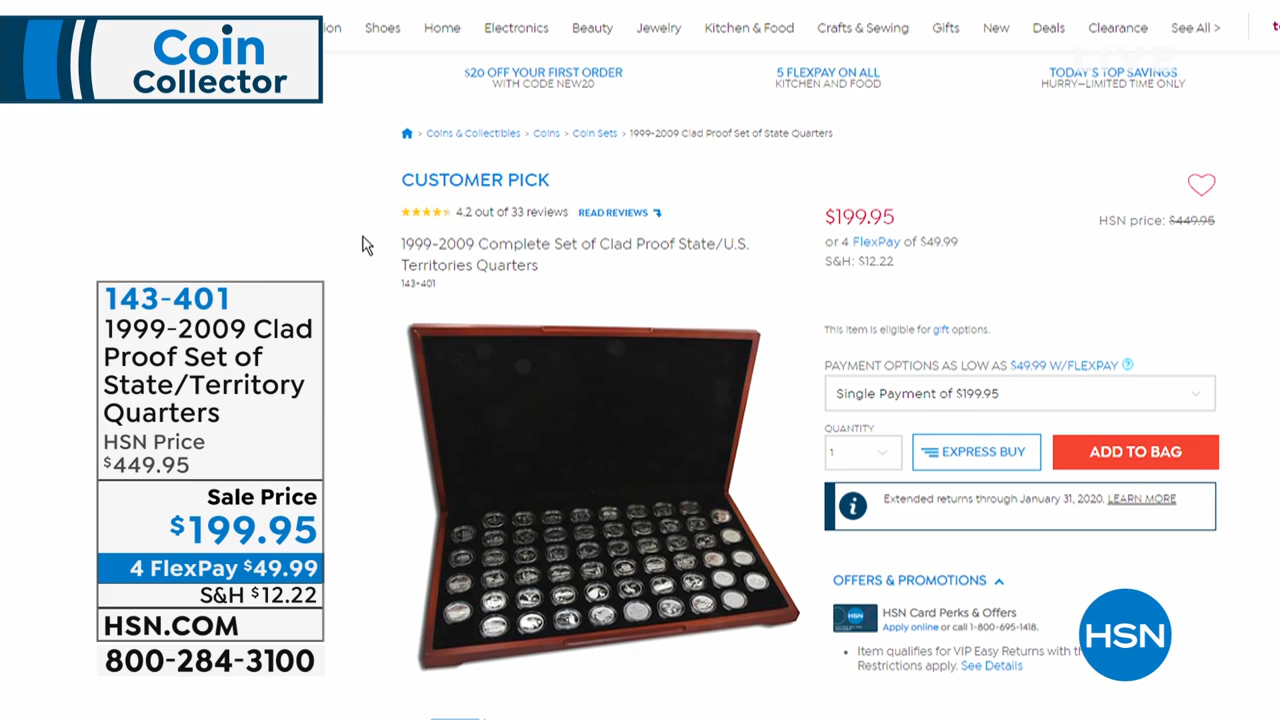 Coin
Collector
Shoes
Home
Electronics
Beauty
Jewelry
Kitchen & Food
Crafts & Sewing
Gifts
New
Deals
Clearance
See All >
LIVE
$20 OFF YOUR FIRST ORDER
WITH CODE NEW20
5 FLEXPAY ON ALL
KITCHEN AND FOOD
TODAY'S TOP SAVINGS
HURRY—LIMITED TIME ONLY
> Coins & Collectibles > Coins > Coin Sets > 1999-2009 Clad Proof Set of State Quarters
CUSTOMER PICK
4.2 out of 33 reviews READ REVIEWS
1999-2009 Complete Set of Clad Proof State/U.S.
Territories Quarters
143-401
$199.95
HSN price: $449.95
or 4 FlexPay of $49.99
S&H: $12.22
This item is eligible for gift options.
PAYMENT OPTIONS AS LOW AS $49.99 W/FLEXPAY ?
Single Payment of $199.95
QUANTITY
1
EXPRESS BUY
ADD TO BAG
i
Extended returns through January 31, 2020. LEARN MORE
OFFERS & PROMOTIONS
HSN
HSN Card Perks & Offers
Apply online or call 1-800-695-1418.
• Item qualifies for VIP Easy Returns with
Restrictions apply. See Details
HSN
143-401
1999-2009 Clad
Proof Set of
State/Territory
Quarters
HSN Price
$449.95
Sale Price
$199.95
4 FlexPay $49.99
S&H $12.22
HSN.COM
800-284-3100